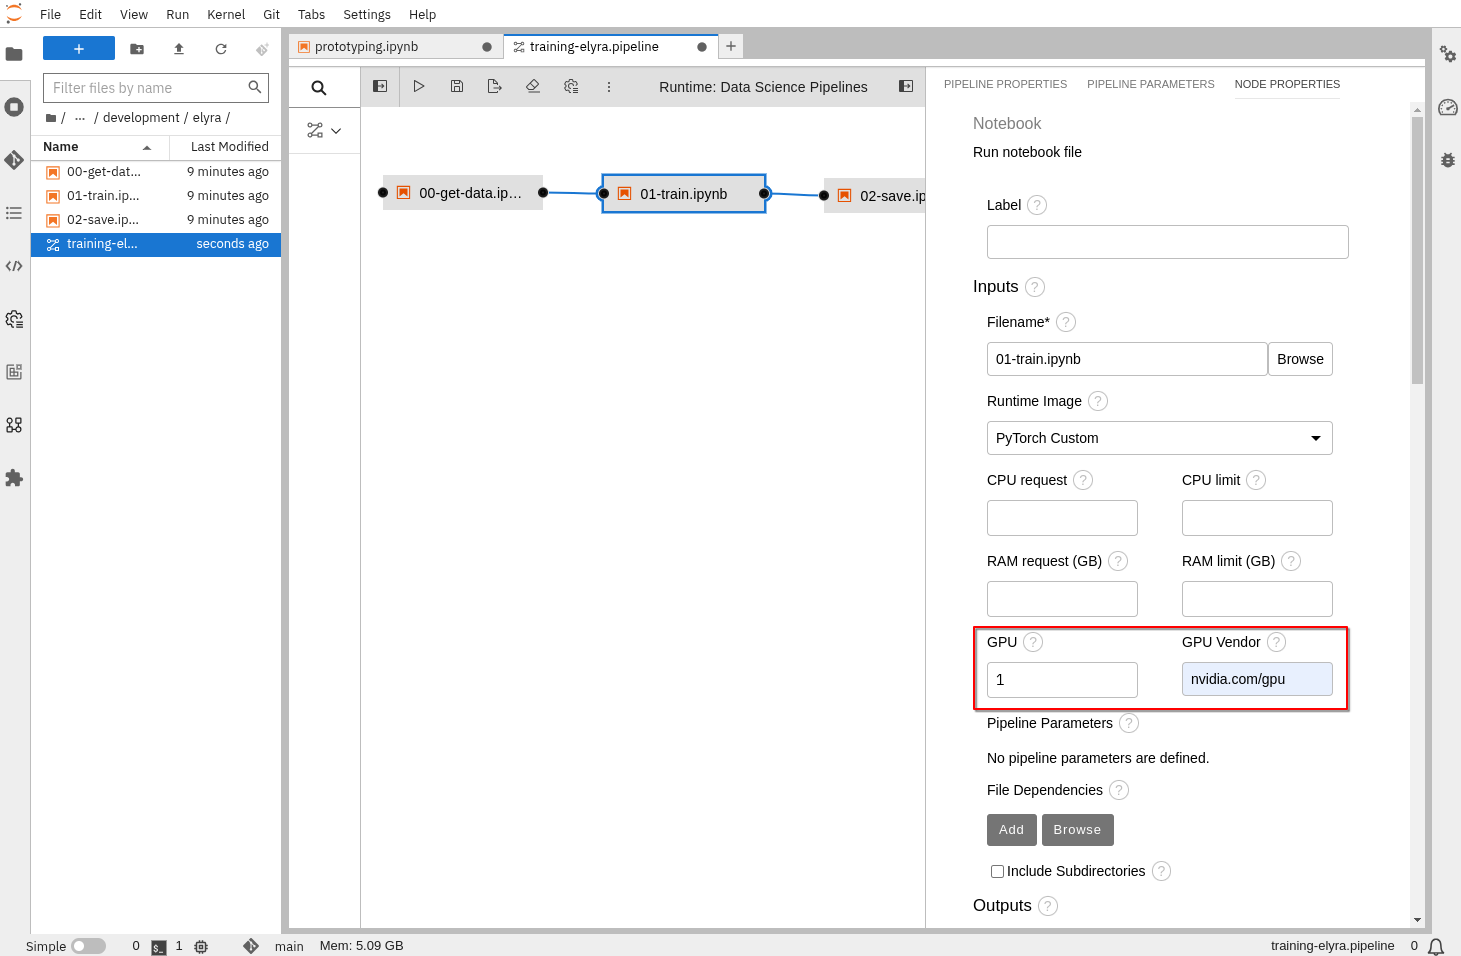 File Edit View Run Kernel Git Tabs Settings Help
+
Filter files by name
/ ... / development / elyra /
Name Last Modified
00-get-dat... 9 minutes ago
01-train.ip... 9 minutes ago
02-save.ip... 9 minutes ago
training-el... seconds ago
prototyping.ipynb
training-elyra.pipeline
+
Runtime: Data Science Pipelines
00-get-data.ip...
01-train.ipynb
02-save.ip
PIPELINE PROPERTIES PIPELINE PARAMETERS NODE PROPERTIES
Notebook
Run notebook file
Label ?
Inputs ?
Filename* ?
01-train.ipynb Browse
Runtime Image ?
PyTorch Custom
CPU request ? CPU limit ?
RAM request (GB) ? RAM limit (GB) ?
GPU ? GPU Vendor ?
1 nvidia.com/gpu
Pipeline Parameters ?
No pipeline parameters are defined.
File Dependencies ?
Add Browse
Include Subdirectories ?
Outputs ?
Simple 0 $_ 1 main Mem: 5.09 GB training-elyra.pipeline 0